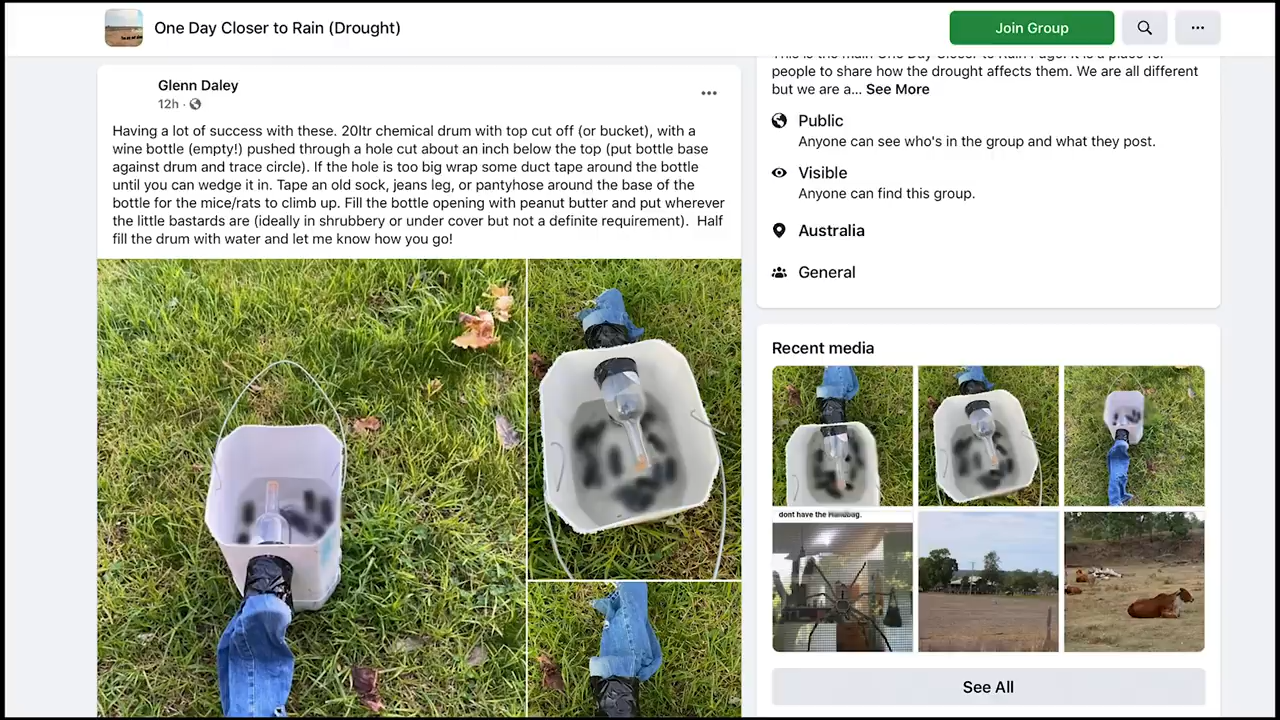 One Day Closer to Rain (Drought)
Join Group
Glenn Daley
12h ·
Having a lot of success with these. 20ltr chemical drum with top cut off (or bucket), with a
wine bottle (empty!) pushed through a hole cut about an inch below the top (put bottle base
against drum and trace circle). If the hole is too big wrap some duct tape around the bottle
until you can wedge it in. Tape an old sock, jeans leg, or pantyhose around the base of the
bottle for the mice/rats to climb up. Fill the bottle opening with peanut butter and put wherever
the little bastards are (ideally in shrubbery or under cover but not a definite requirement). Half
fill the drum with water and let me know how you go!
people to share how the drought affects them. We are all different
but we are a... See More
Public
Anyone can see who's in the group and what they post.
Visible
Anyone can find this group.
Australia
General
Recent media
dont have the Handbag.
See All